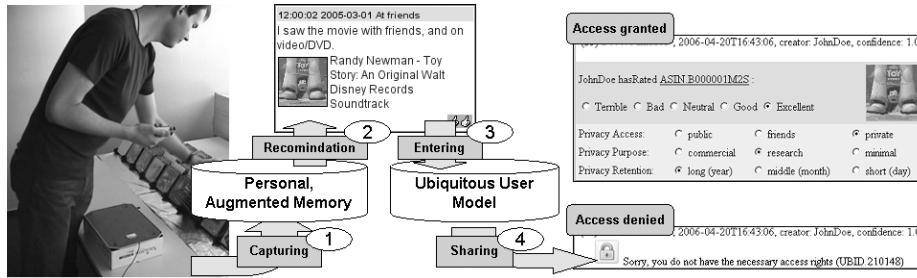 12:00:02 2005-03-01 At friends
I saw the movie with friends, and on
video/DVD.
Randy Newman - Toy
Story: An Original Walt
Disney Records
Soundtrack
2
Recomindation
3
Entering
Personal,
Augmented Memory
Ubiquitous User
Model
1
Capturing
4
Sharing
Access granted
, 2006-04-20T16:43:06, creator: JohnDoe, confidence: 1.0
JohnDoe hasRated ASIN.B000001M2S :
Terrible Bad Neutral Good Excellent
Privacy Access: public friends private
Privacy Purpose: commercial research minimal
Privacy Retention: long (year) middle (month) short (day)
Access denied
, 2006-04-20T16:43:06, creator: JohnDoe, confidence: 1.
Sorry, you do not have the necessary access rights (UBID.210148)